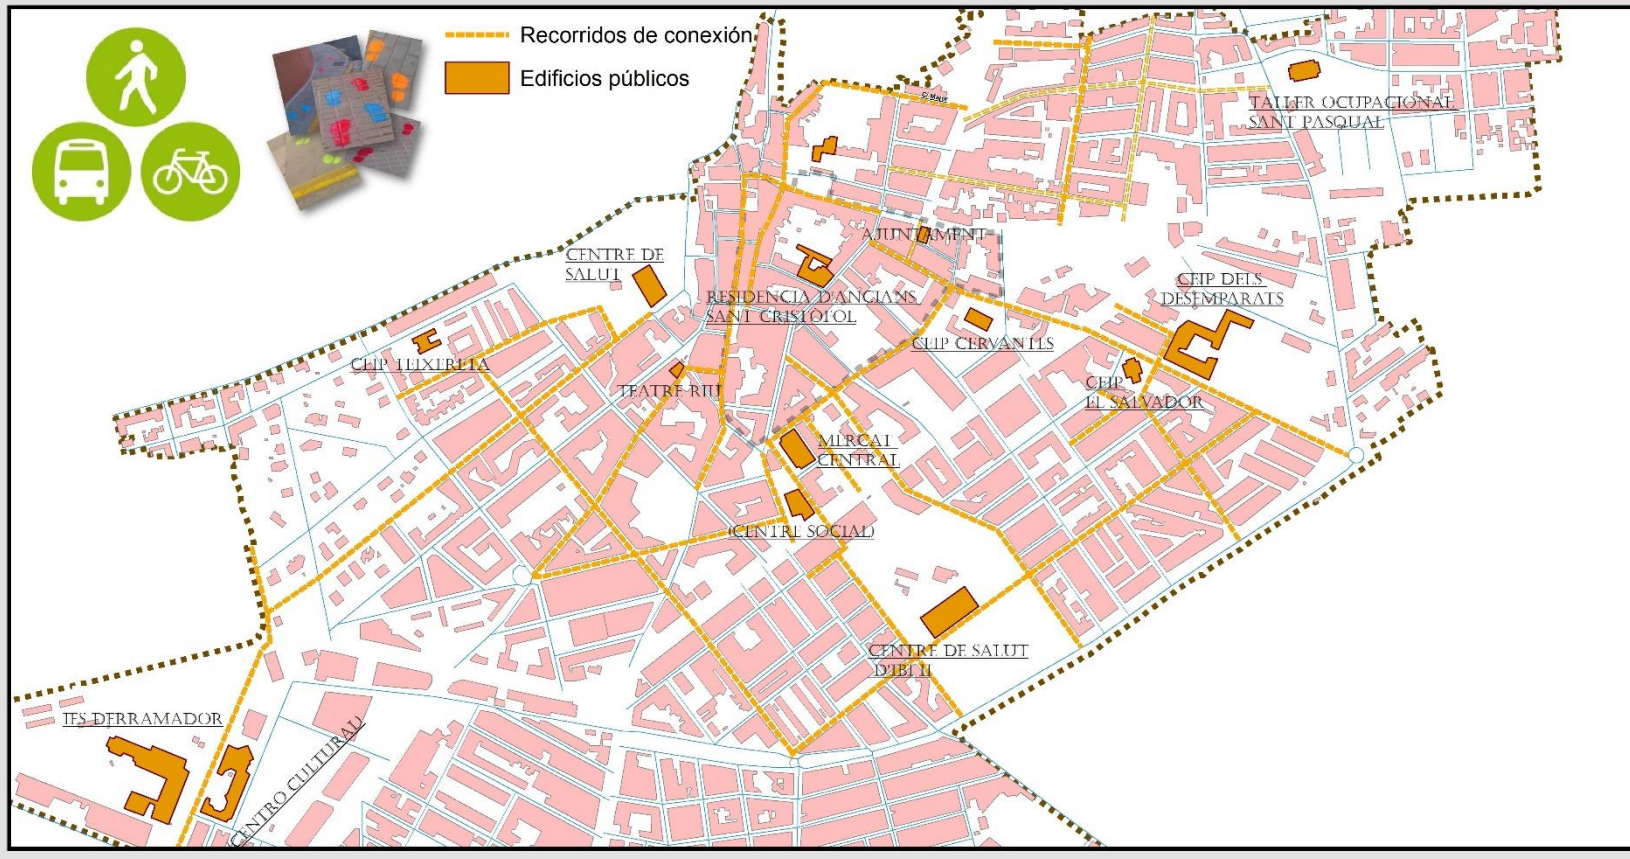 Recorridos de conexión
Edificios públicos
C/ Major
TALLER OCUPACIONAL
SANT PASQUAL
AJUNTAMENT
CENTRE DE
SALUT
RESIDENCIA D'ANCIANS
SANT CRISTÒFOL
CEIP DELS
DESEMPARATS
CEIP CERVANTES
CEIP TEIXERETA
TEATRE RIU
CEIP
EL SALVADOR
MERCAT
CENTRAL
(CENTRE SOCIAL)
CENTRE DE SALUT
D'IBI II
IES DERRAMADOR
CENTRO CULTURAL)